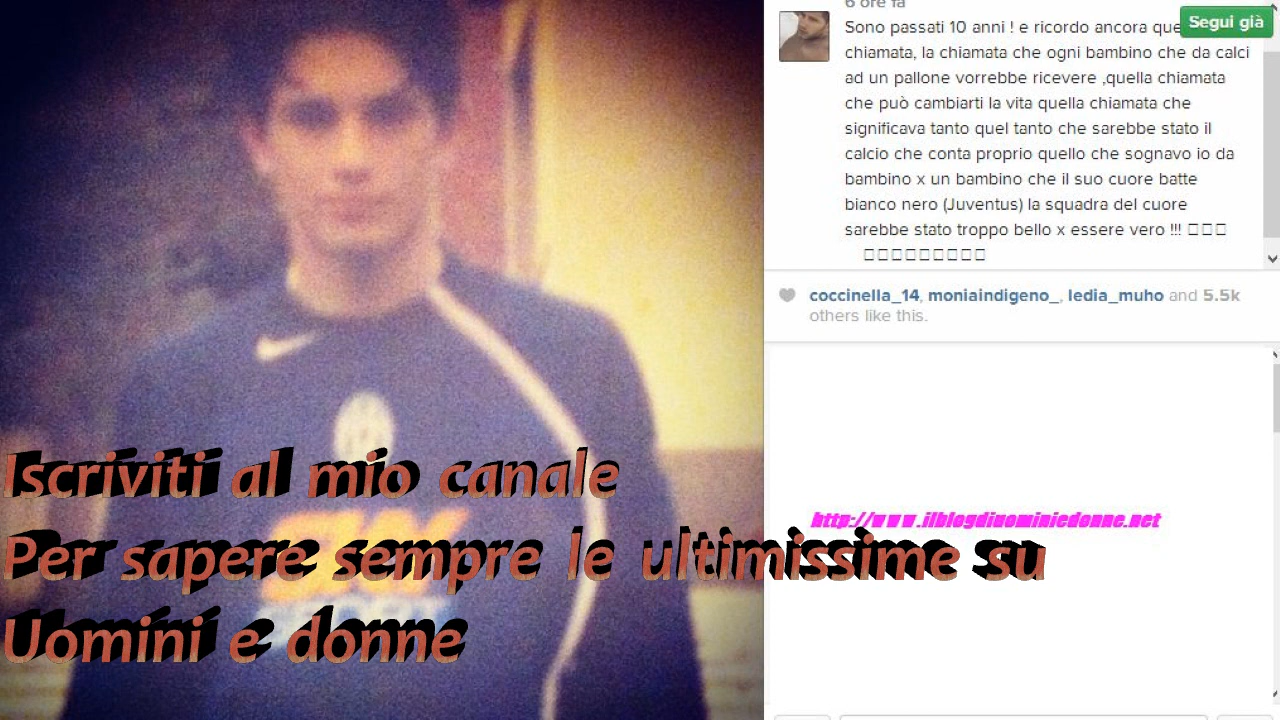 6 ore fa
Segui già
Sono passati 10 anni ! e ricordo ancora
chiamata, la chiamata che ogni bambino che da calci
ad un pallone vorrebbe ricevere ,quella chiamata
che può cambiarti la vita quella chiamata che
significava tanto quel tanto che sarebbe stato il
calcio che conta proprio quello che sognavo io da
bambino x un bambino che il suo cuore batte
bianco nero (Juventus) la squadra del cuore
sarebbe stato troppo bello x essere vero !!!
coccinella_14, moniaindigeno_, ledia_muho and 5.5k
others like this.
Iscriviti al mio canale
http://www.ilblogdiuominiedonne.net
Per sapere sempre le ultimissime su
Uomini e donne